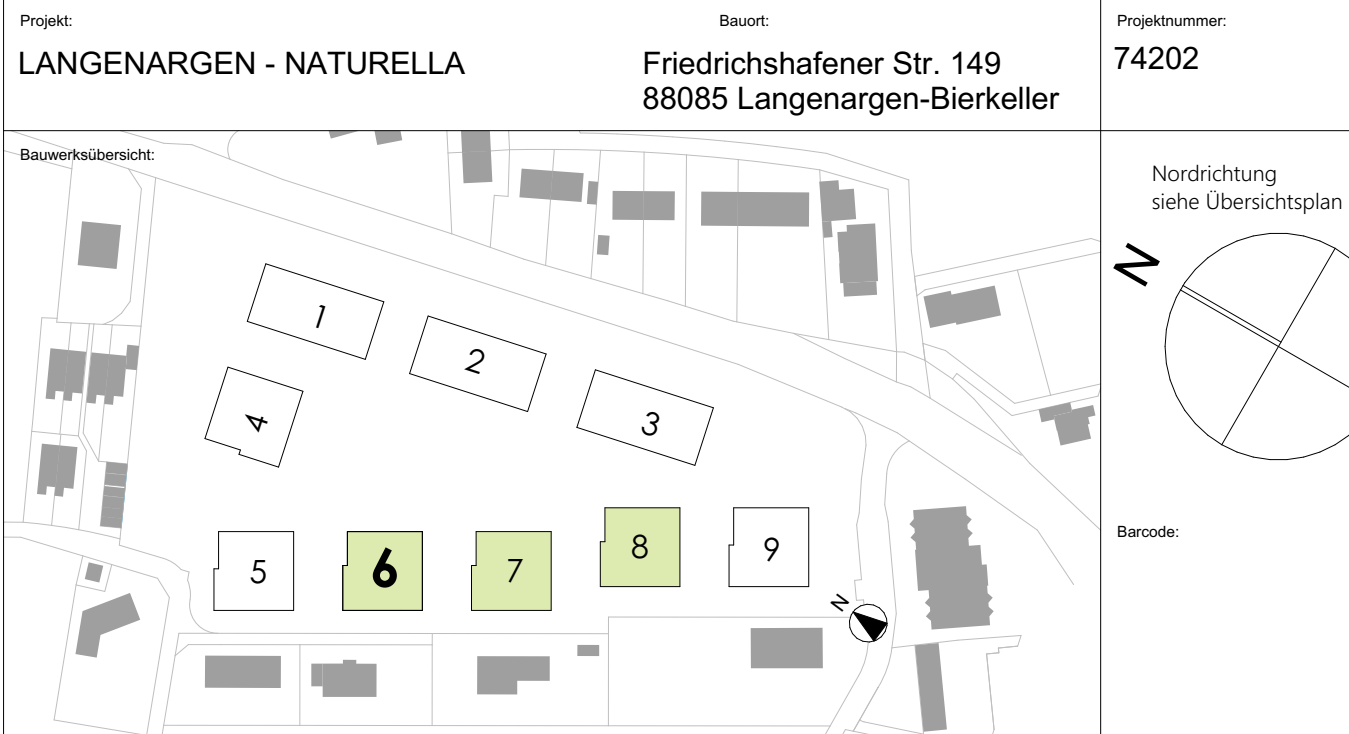 Projekt:
LANGENARGEN - NATURELLA
Bauort:
Friedrichshafener Str. 149
88085 Langenargen-Bierkeller
Projektnummer:
74202
Bauwerksübersicht:
1
2
3
4
5
6
7
8
9
N
Nordrichtung
siehe Übersichtsplan
N
Barcode: